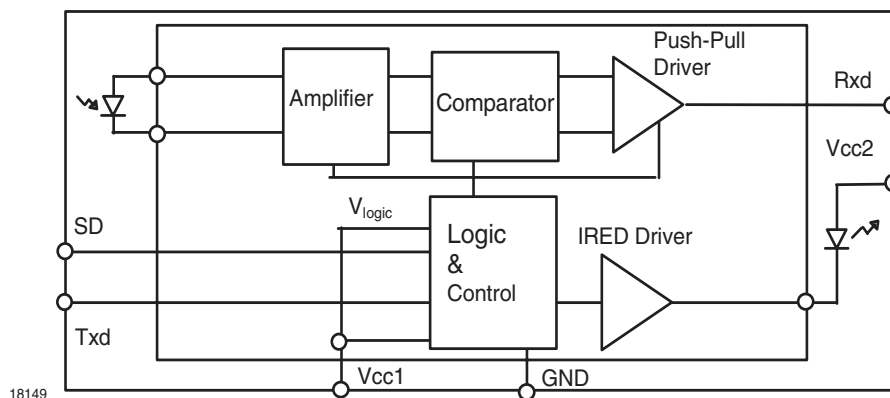 Push-Pull
Driver
Amplifier
Comparator
Rxd
Vcc2
Vlogic
SD
Logic
&
Control
IRED Driver
Txd
Vcc1
GND
18149